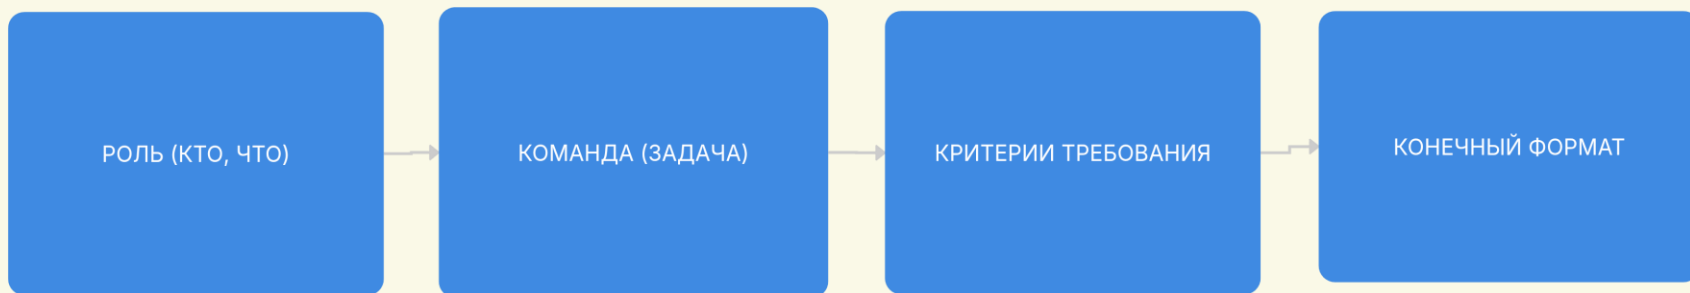 РОЛЬ (КТО, ЧТО)
КОМАНДА (ЗАДАЧА)
КРИТЕРИИ ТРЕБОВАНИЯ
КОНЕЧНЫЙ ФОРМАТ